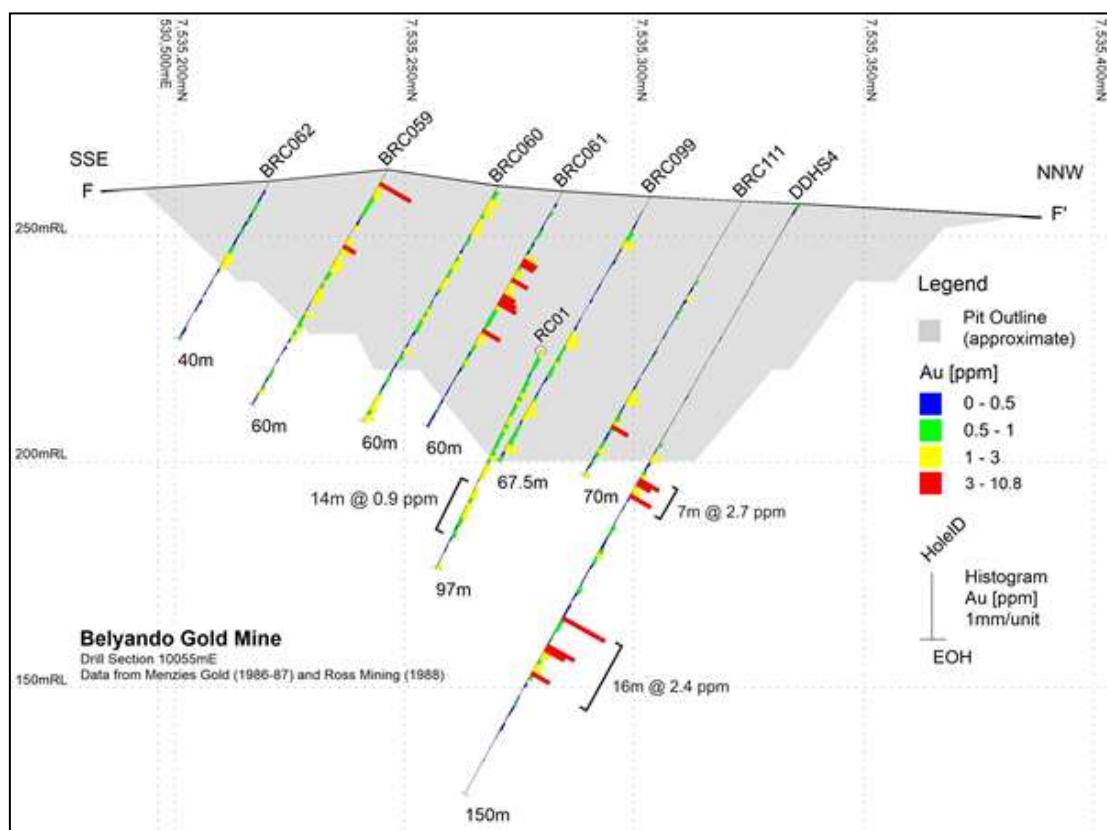 530,500mE
7,535,200mN
7,535,250mN
7,535,300mN
7,535,350mN
7,535,400mN
SSE
F
BRC062
BRC059
BRC060
BRC061
BRC099
BRC111
DDHS4
NNW
F'
250mRL
RC01
40m
60m
60m
60m
67.5m
70m
200mRL
14m @ 0.9 ppm
97m
7m @ 2.7 ppm
16m @ 2.4 ppm
150mRL
150m
Legend
Pit Outline
(approximate)
Au [ppm]
0 - 0.5
0.5 - 1
1 - 3
3 - 10.8
HoleID
Histogram
Au [ppm]
1mm/unit
EOH
Belyando Gold Mine
Drill Section 10055mE
Data from Menzies Gold (1986-87) and Ross Mining (1988)